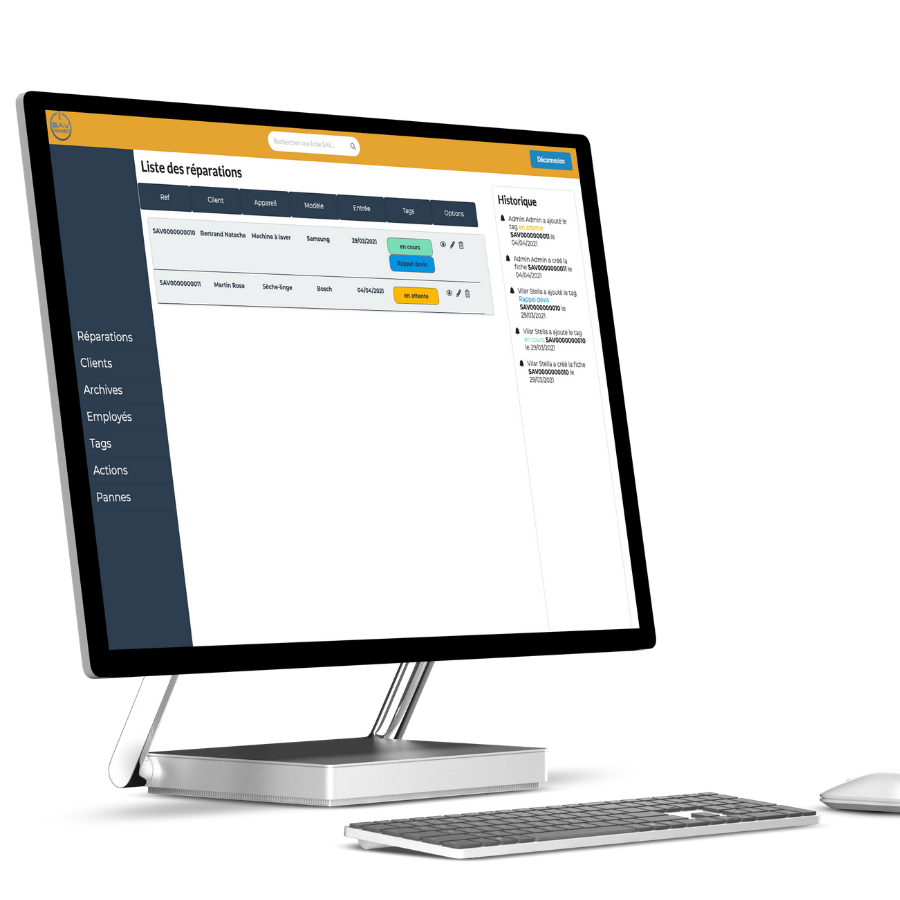 SAV
CONNECT
Rechercher une fiche SAV...
Déconnexion
Réparations
Clients
Archives
Employés
Tags
Actions
Pannes
Liste des réparations
Ref Client Appareil Modèle Entrée Tags Options
SAV0000000010 Bertrand Natacha Machine à laver Samsung 29/03/2021 en cours
Rappel devis
SAV0000000011 Martin Rose Sèche-linge Bosch 04/04/2021 en attente
Historique
Admin Admin a ajouté le
tag en attente
SAV0000000011 le
04/04/2021
Admin Admin a créé la
fiche SAV0000000011 le
04/04/2021
Vilar Stella a ajouté le tag
Rappel devis
SAV0000000010 le
29/03/2021
Vilar Stella a ajouté le tag
en cours SAV0000000010
le 29/03/2021
Vilar Stella a créé la fiche
SAV0000000010 le
29/03/2021